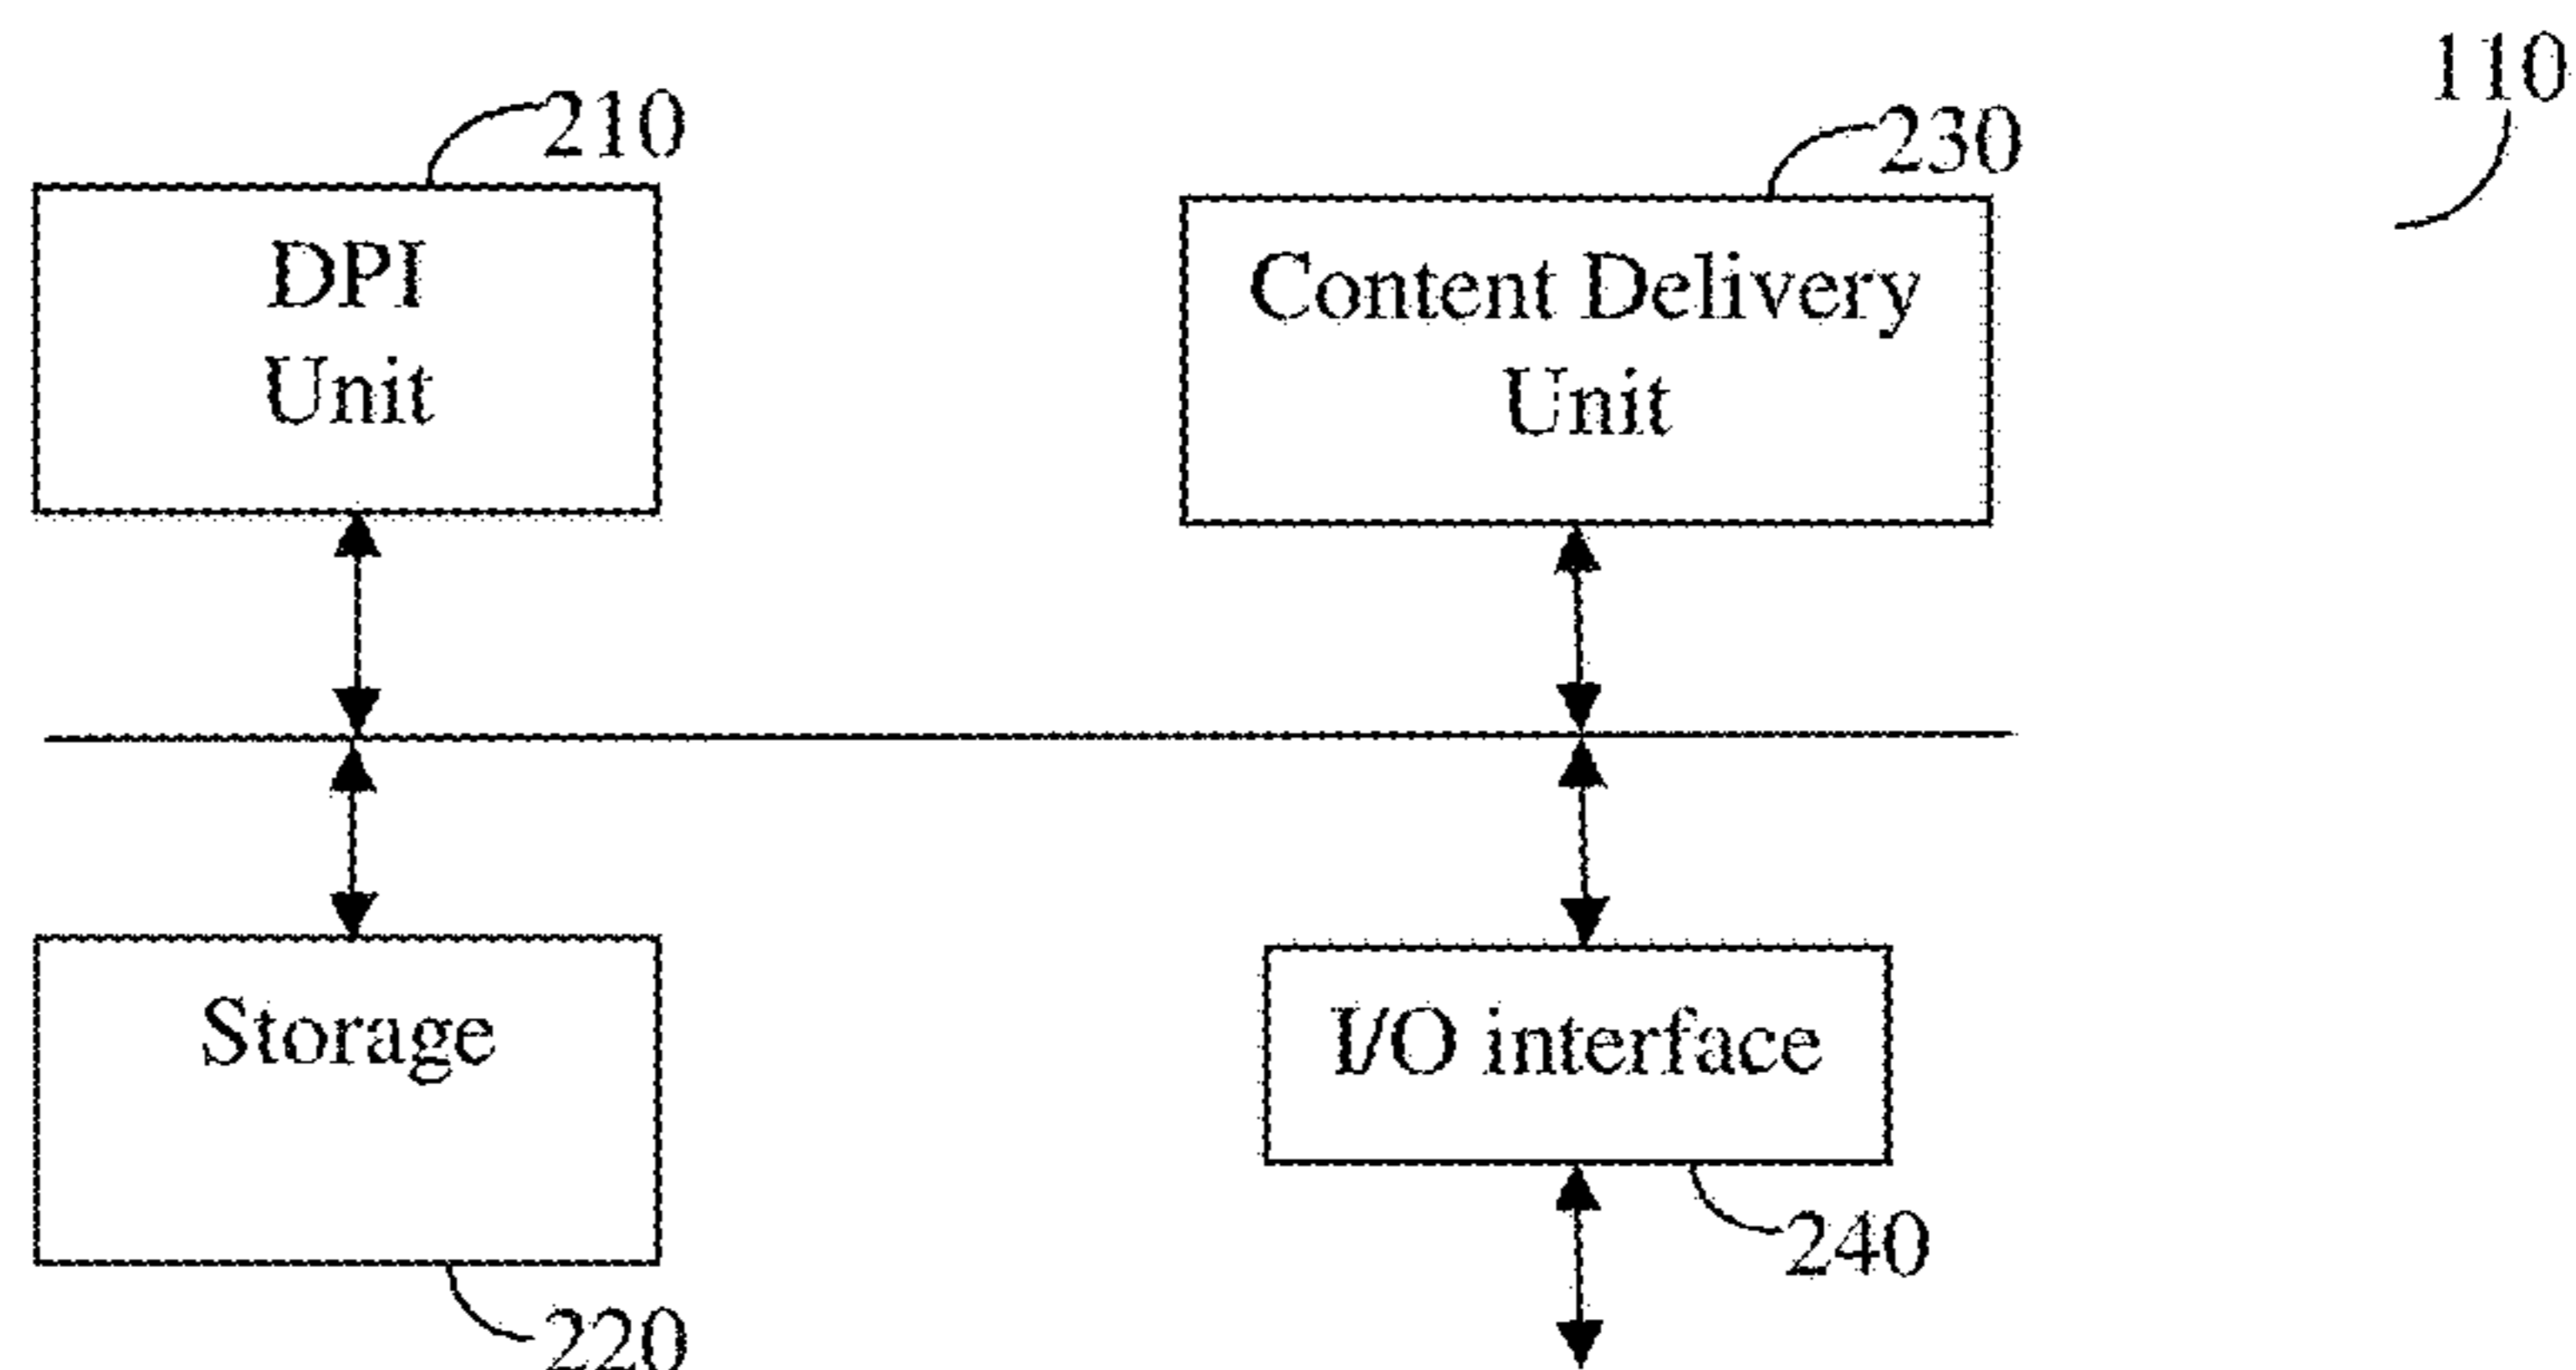 110
210
230
DPI
Unit
Content Delivery
Unit
Storage
I/O interface
240
220